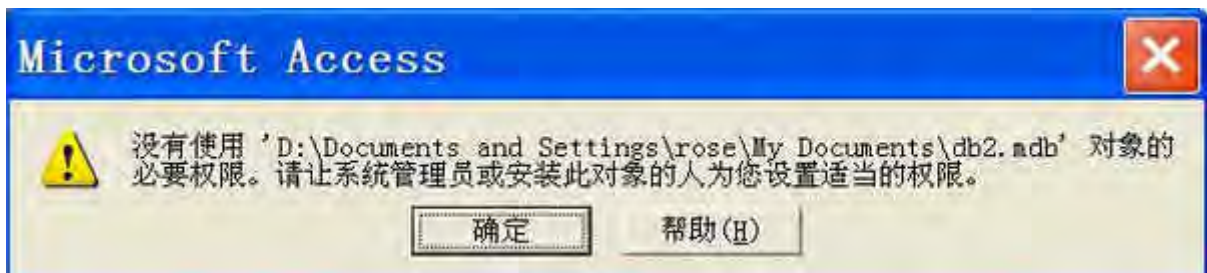 Microsoft Access
没有使用 'D:\Documents and Settings\rose\My Documents\db2.mdb' 对象的
必要权限。请让系统管理员或安装此对象的人为您设置适当的权限。
确定 帮助(H)